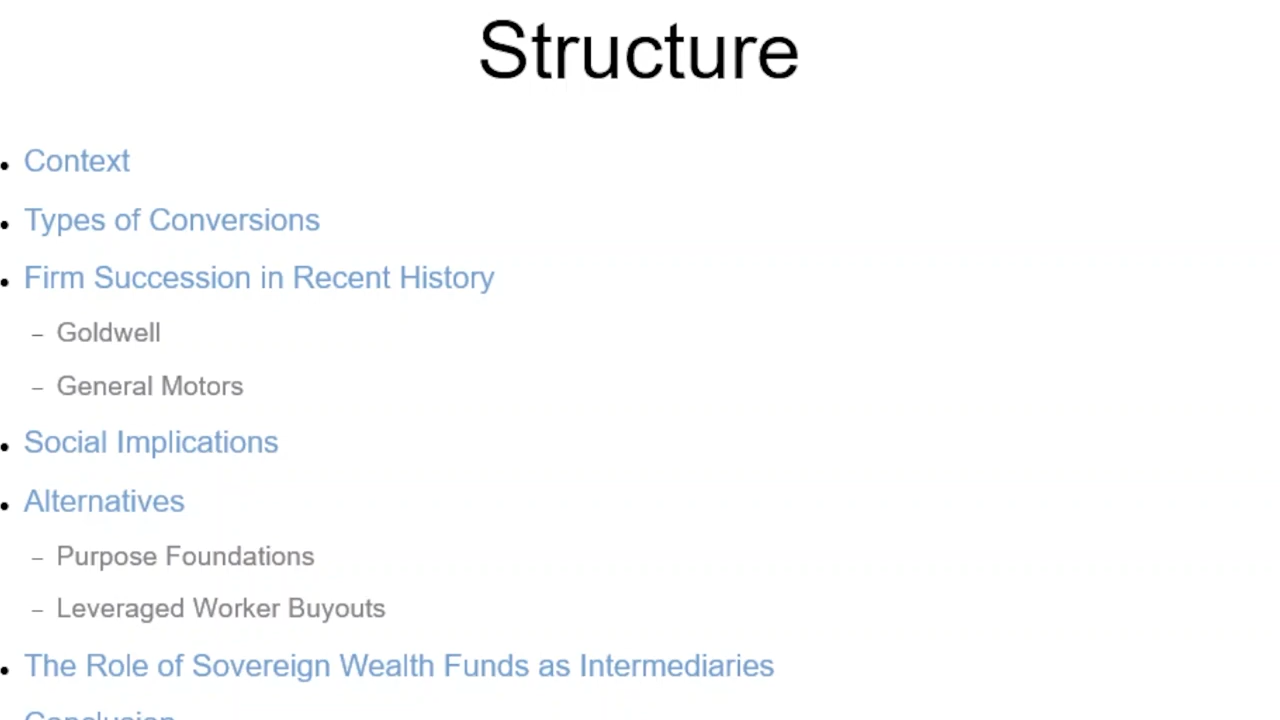 Structure
• Context
• Types of Conversions
• Firm Succession in Recent History
– Goldwell
– General Motors
• Social Implications
• Alternatives
– Purpose Foundations
– Leveraged Worker Buyouts
• The Role of Sovereign Wealth Funds as Intermediaries
Conclusion